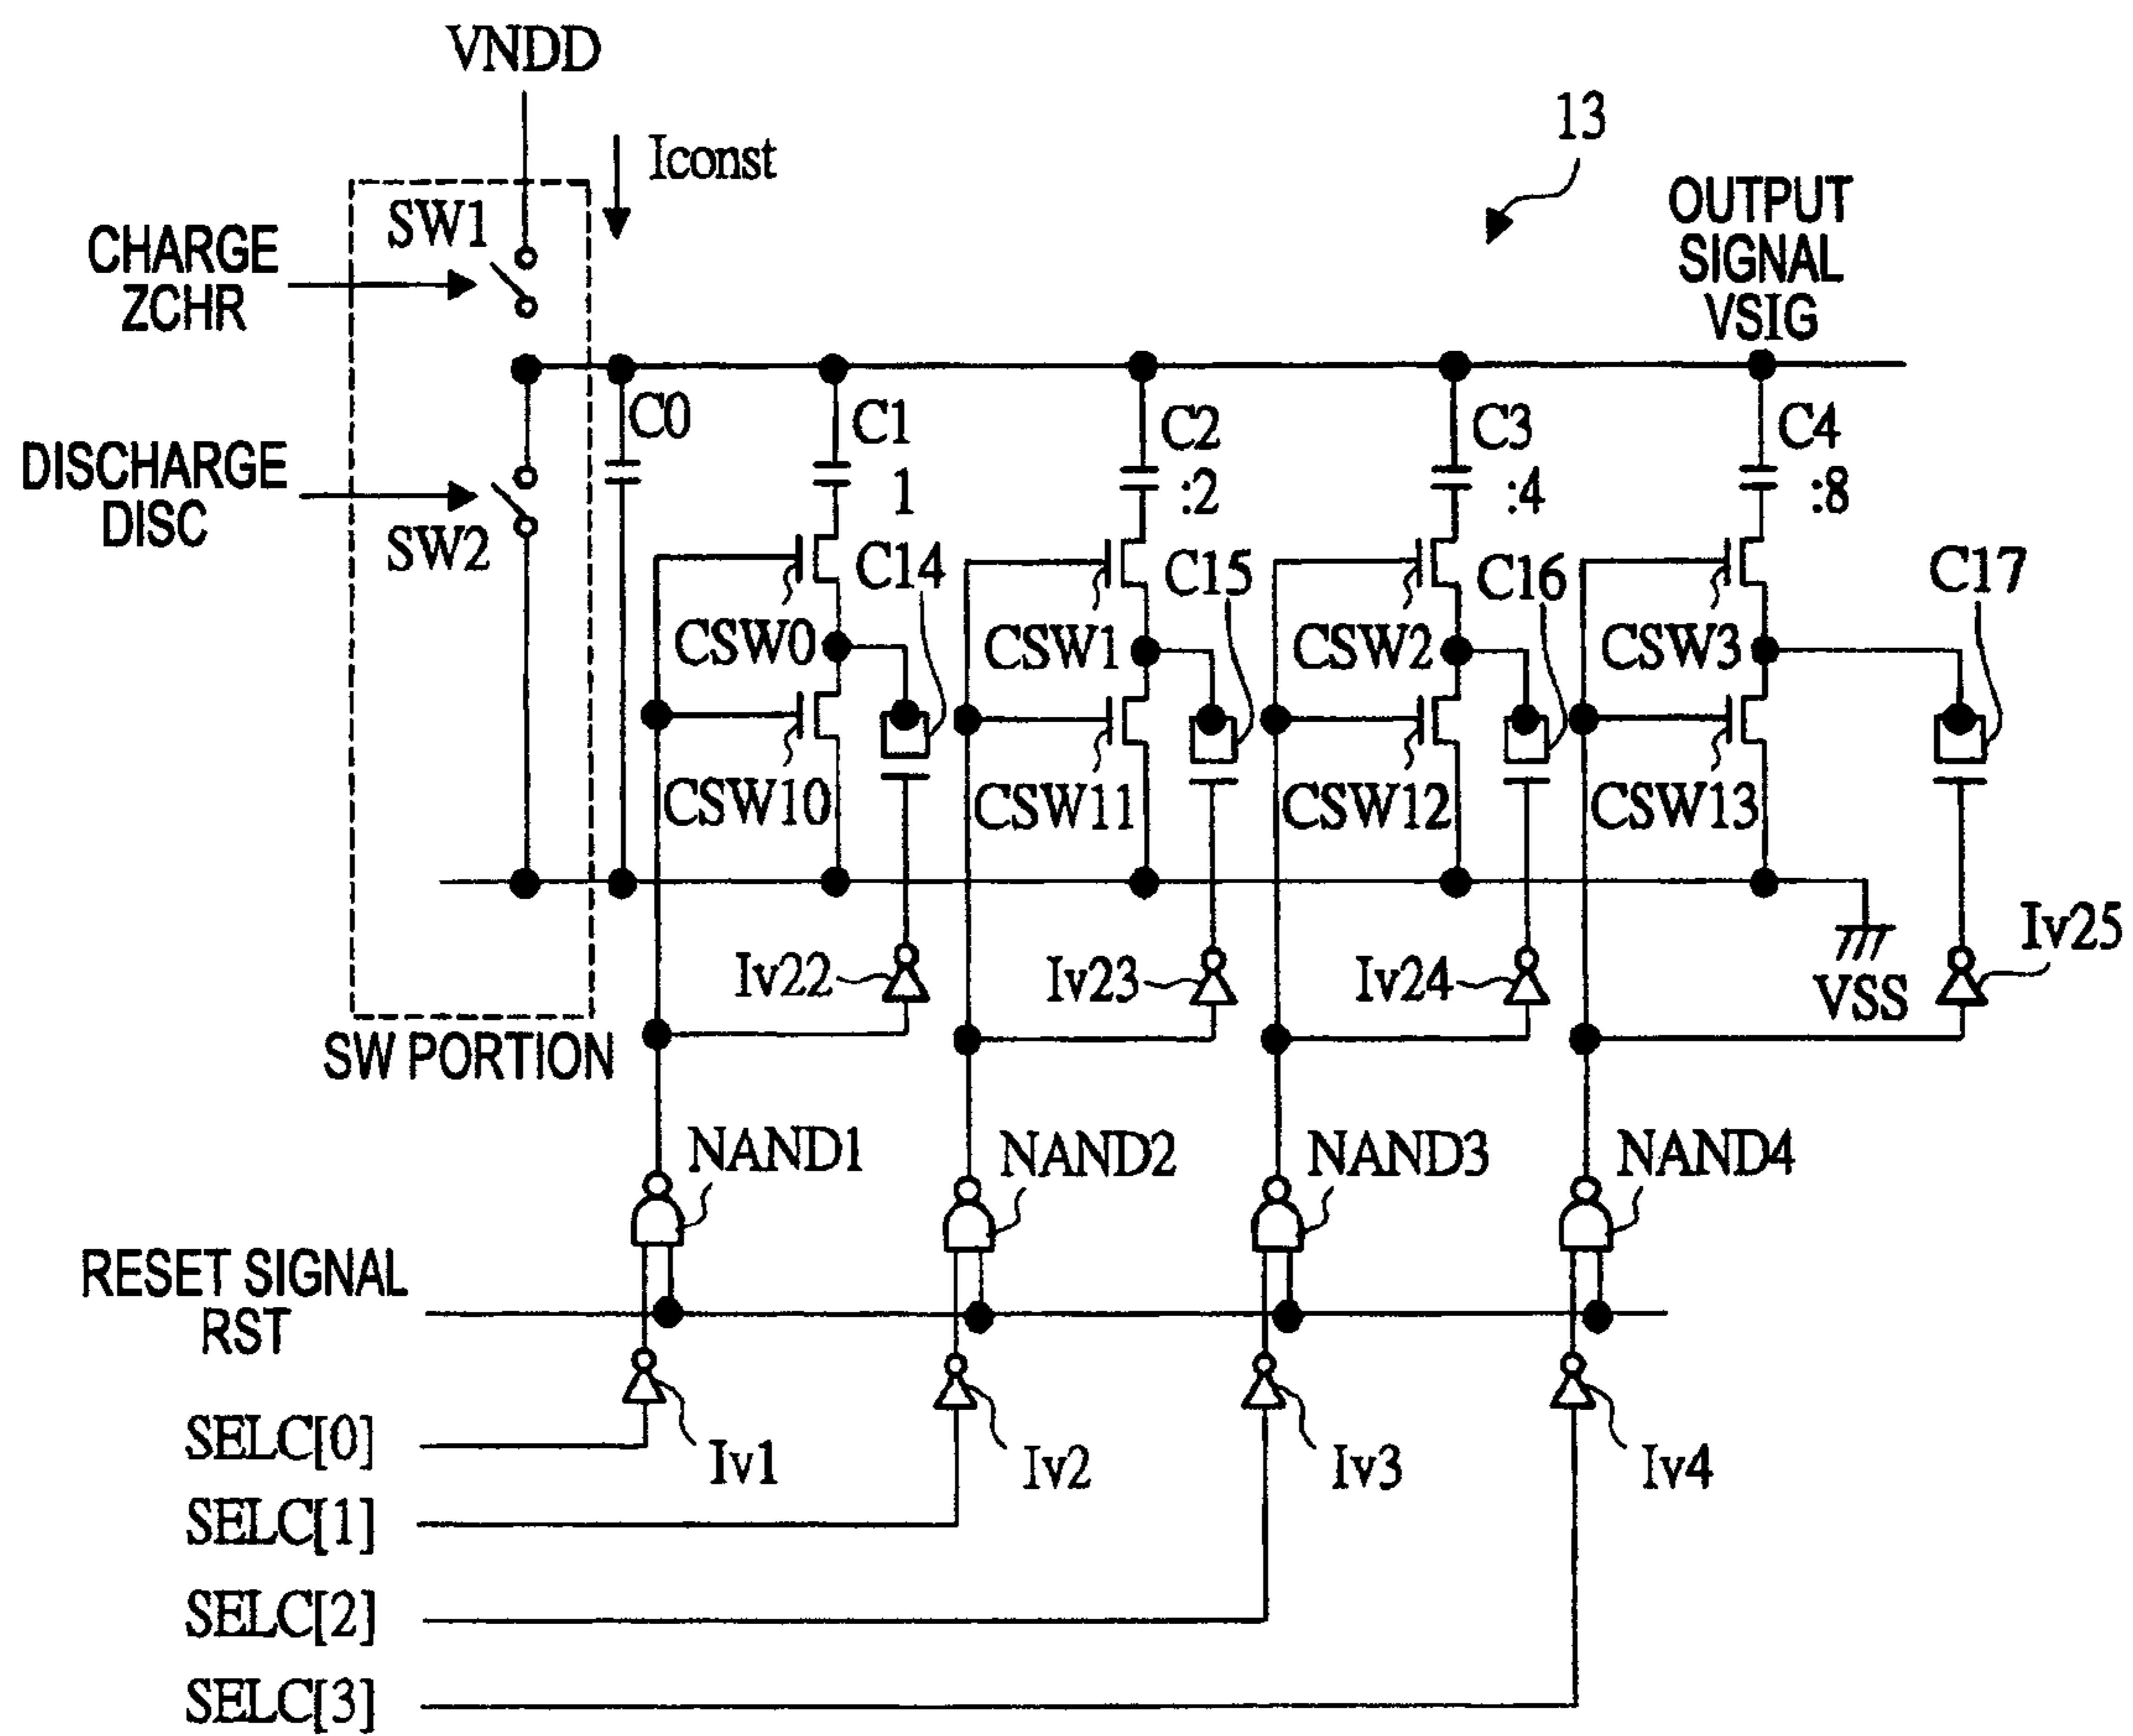 VNDD
Iconst
13
SW1
CHARGE
ZCHR
OUTPUT
SIGNAL
VSIG
C0
C1
1
C2
:2
C3
:4
C4
:8
DISCHARGE
DISC
SW2
C14
C15
C16
C17
CSW0
CSW1
CSW2
CSW3
CSW10
CSW11
CSW12
CSW13
Iv22
Iv23
Iv24
VSS
Iv25
SW PORTION
NAND1
NAND2
NAND3
NAND4
RESET SIGNAL
RST
SELC[0]
Iv1
Iv2
Iv3
Iv4
SELC[1]
SELC[2]
SELC[3]